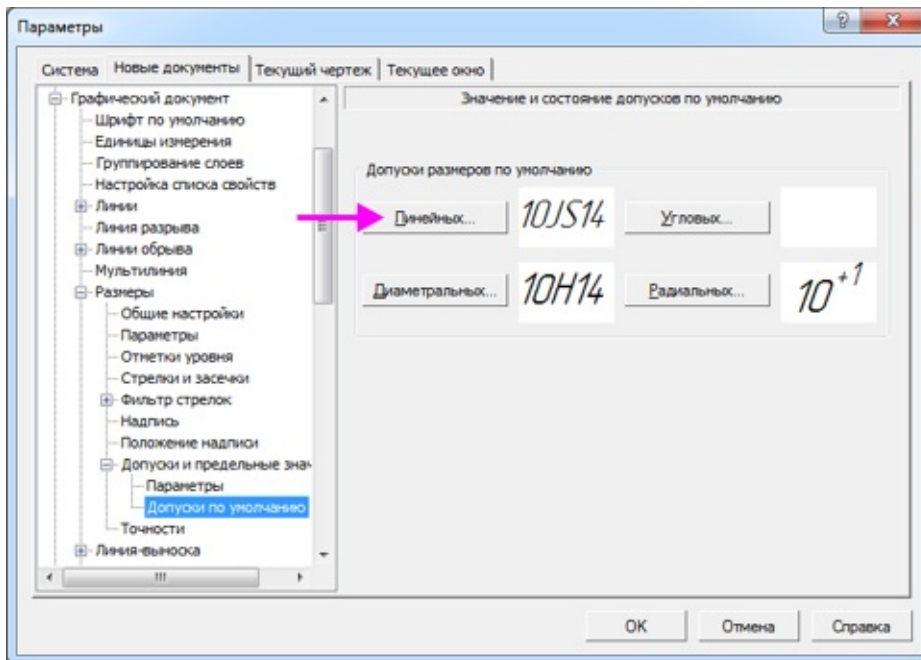 Параметры
Система Новые документы Текущий чертеж Текущее окно
Графический документ
Шрифт по умолчанию
Единицы измерения
Группирование слоев
Настройка списка свойств
Линии
Линия разрыва
Линии обрыва
Мультилиния
Размеры
Общие настройки
Параметры
Отметки уровня
Стрелки и засечки
Фильтр стрелок
Надпись
Положение надписи
Допуски и предельные знач
Параметры
Допуски по умолчанию
Точности
Линия-выноска
Значение и состояние допусков по умолчанию
Допуски размеров по умолчанию
Линейных... 10JS14 Угловых...
Диаметральных... 10H14 Радиальных... 10+1
OK Отмена Справка